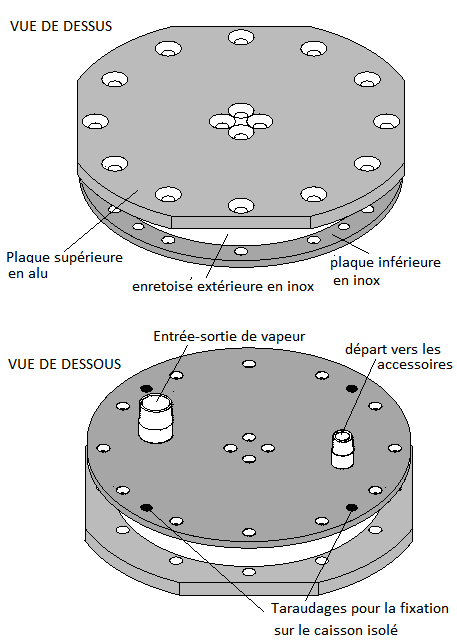 VUE DE DESSUS
Plaque supérieure
en alu
enretoise extérieure en inox
plaque inférieure
en inox
Entrée-sortie de vapeur
VUE DE DESSOUS
départ vers les
accessoires
Taraudages pour la fixation
sur le caisson isolé